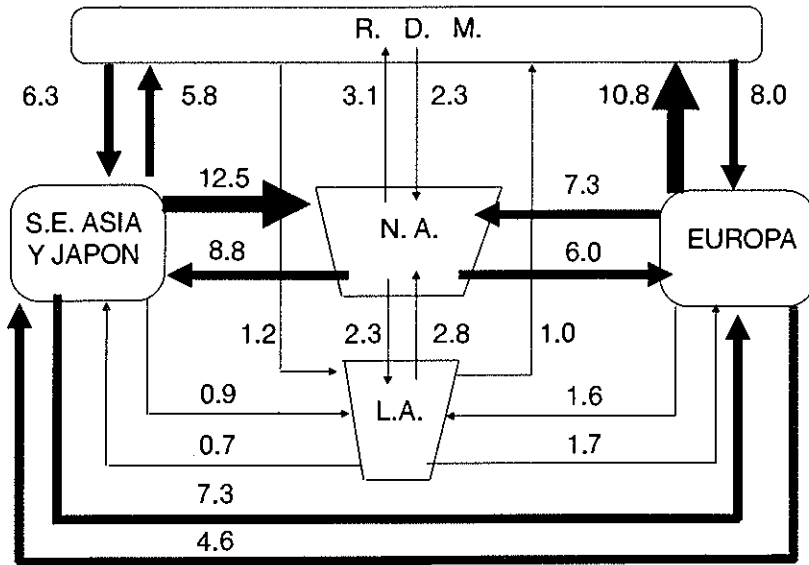 R. D. M.
6.3 5.8 3.1 2.3 10.8 8.0
12.5 7.3
S.E. ASIA
Y JAPON
N. A.
EUROPA
8.8 6.0
1.2 2.3 2.8 1.0
0.9 L.A. 1.6
0.7 1.7
7.3
4.6